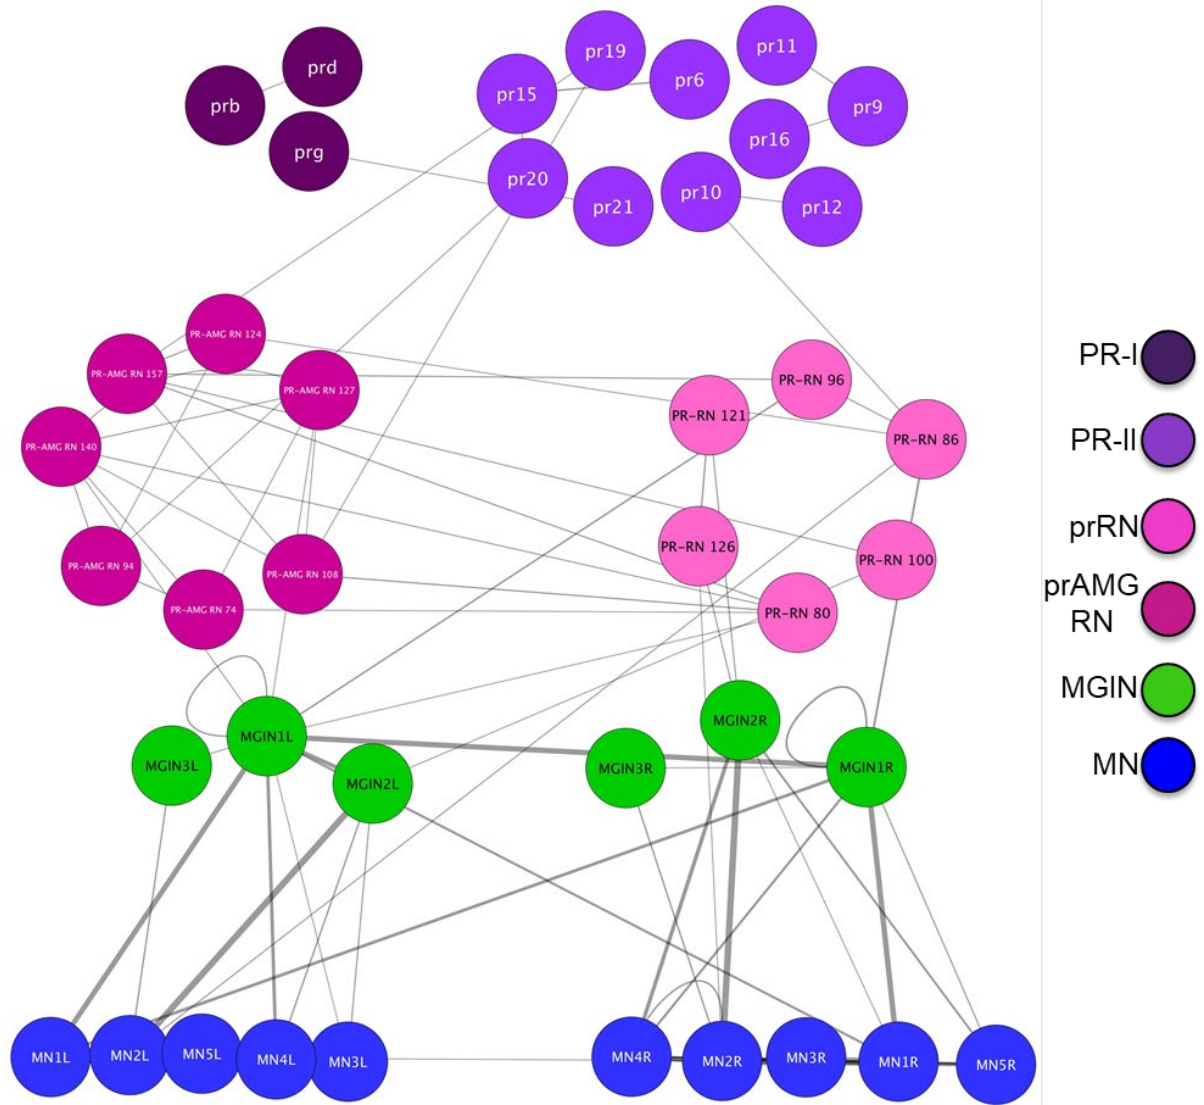 prd
prb
prg
pr19
pr15
pr6
pr11
pr9
pr16
pr20
pr21
pr10
pr12
PR-AMG RN 124
PR-AMG RN 157
PR-AMG RN 127
PR-AMG RN 140
PR-AMG RN 94
PR-AMG RN 74
PR-AMG RN 108
PR-RN 96
PR-RN 121
PR-RN 86
PR-RN 126
PR-RN 100
PR-RN 80
MGIN1L
MGIN3L
MGIN2L
MGIN2R
MGIN3R
MGIN1R
MN1L
MN2L
MN5L
MN4L
MN3L
MN4R
MN2R
MN3R
MN1R
MN5R
PR-I
PR-II
prRN
prAMG
RN
MGIN
MN